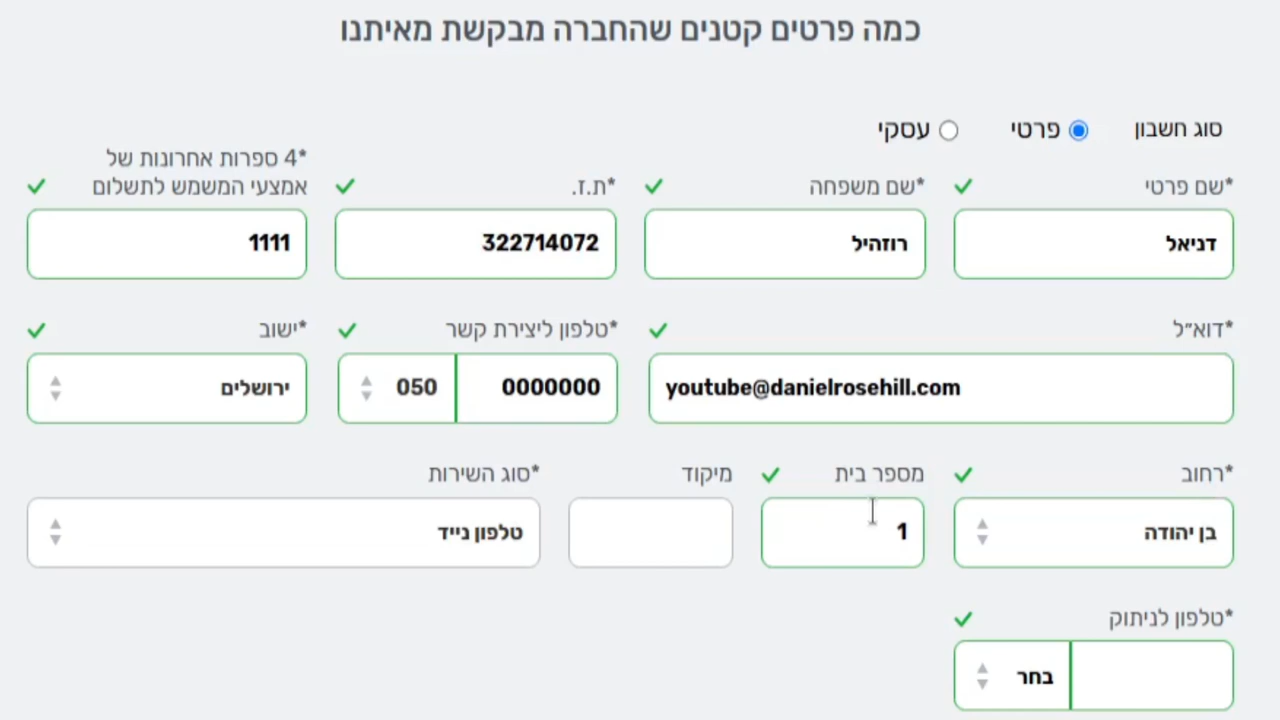 כמה פרטים קטנים שהחברה מבקשת מאיתנו
סוג חשבון פרטי עסקי
*שם פרטי
דניאל
*שם משפחה
רוזהיל
*ת.ז.
322714072
*4 ספרות אחרונות של
אמצעי המשמש לתשלום
1111
*דוא״ל
youtube@danielrosehill.com
*טלפון ליצירת קשר
050 0000000
*ישוב
ירושלים
*רחוב
בן יהודה
מספר בית
1
מיקוד
*סוג השירות
טלפון נייד
*טלפון לניתוק
בחר